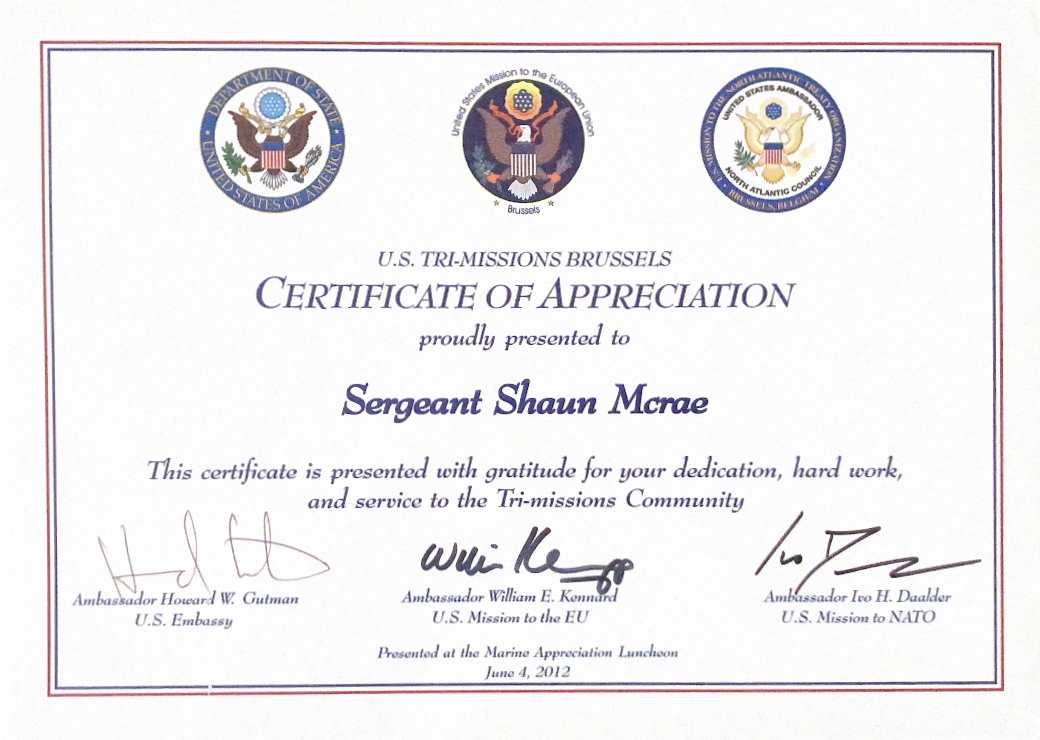 DEPARTMENT OF STATE
UNITED STATES OF AMERICA
United States Mission to the European Union
Brussels
U.S. MISSION TO THE NORTH ATLANTIC TREATY ORGANIZATION
BRUSSELS, BELGIUM
UNITED STATES AMBASSADOR
NORTH ATLANTIC COUNCIL
U.S. TRI-MISSIONS BRUSSELS
CERTIFICATE OF APPRECIATION
proudly presented to
Sergeant Shaun Mcrae
This certificate is presented with gratitude for your dedication, hard work,
and service to the Tri-missions Community
Ambassador Howard W. Gutman
U.S. Embassy
Ambassador William E. Kennard
U.S. Mission to the EU
Ambassador Ivo H. Daalder
U.S. Mission to NATO
Presented at the Marine Appreciation Luncheon
June 4, 2012